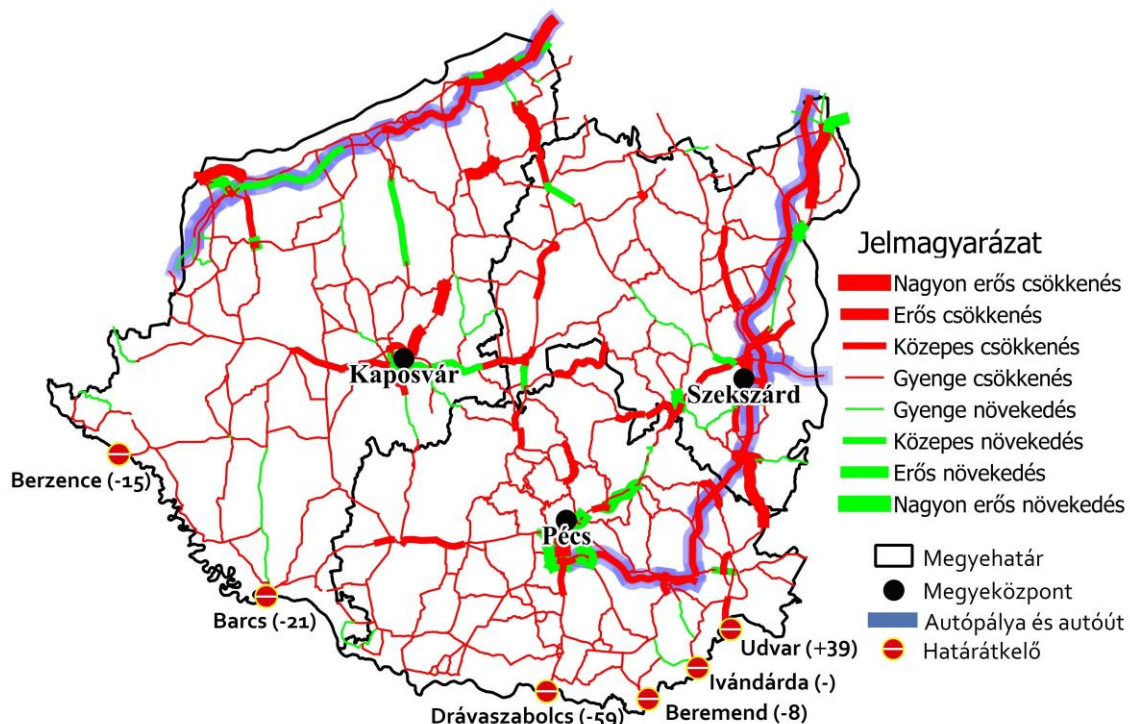 Kaposvár
Szekszárd
Pécs
Berzence (-15)
Barcs (-21)
Drávaszabolcs (-59)
Beremend (-8)
Ivándárda (-)
Udvar (+39)
Jelmagyarázat
Nagyon erős csökkenés
Erős csökkenés
Közepes csökkenés
Gyenge csökkenés
Gyenge növekedés
Közepes növekedés
Erős növekedés
Nagyon erős növekedés
Megyehatár
Megyeközpont
Autópálya és autóút
Határátkelő